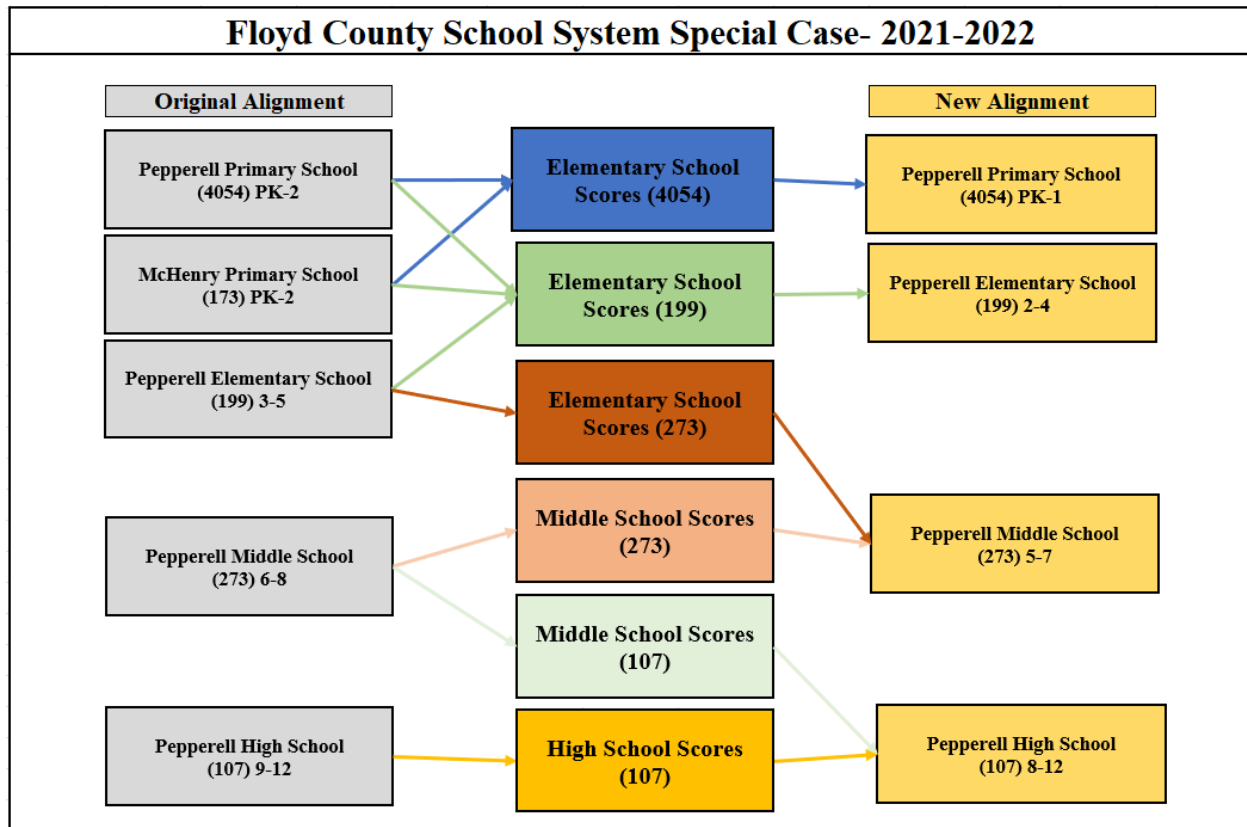 Floyd County School System Special Case- 2021-2022
Original Alignment
New Alignment
Pepperell Primary School
(4054) PK-2
McHenry Primary School
(173) PK-2
Pepperell Elementary School
(199) 3-5
Pepperell Middle School
(273) 6-8
Pepperell High School
(107) 9-12
Elementary School
Scores (4054)
Elementary School
Scores (199)
Elementary School
Scores (273)
Middle School Scores
(273)
Middle School Scores
(107)
High School Scores
(107)
Pepperell Primary School
(4054) PK-1
Pepperell Elementary School
(199) 2-4
Pepperell Middle School
(273) 5-7
Pepperell High School
(107) 8-12